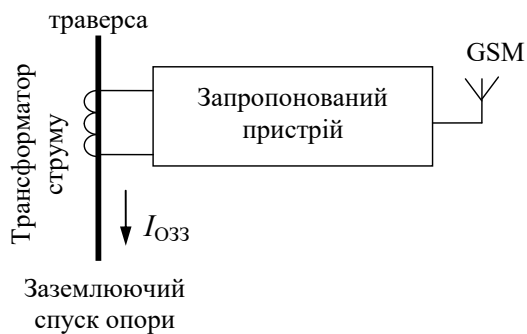 траверса
GSM
Трансформатор
струму
Запропонований
пристрій
IОЗЗ
Заземлюючий
спуск опори